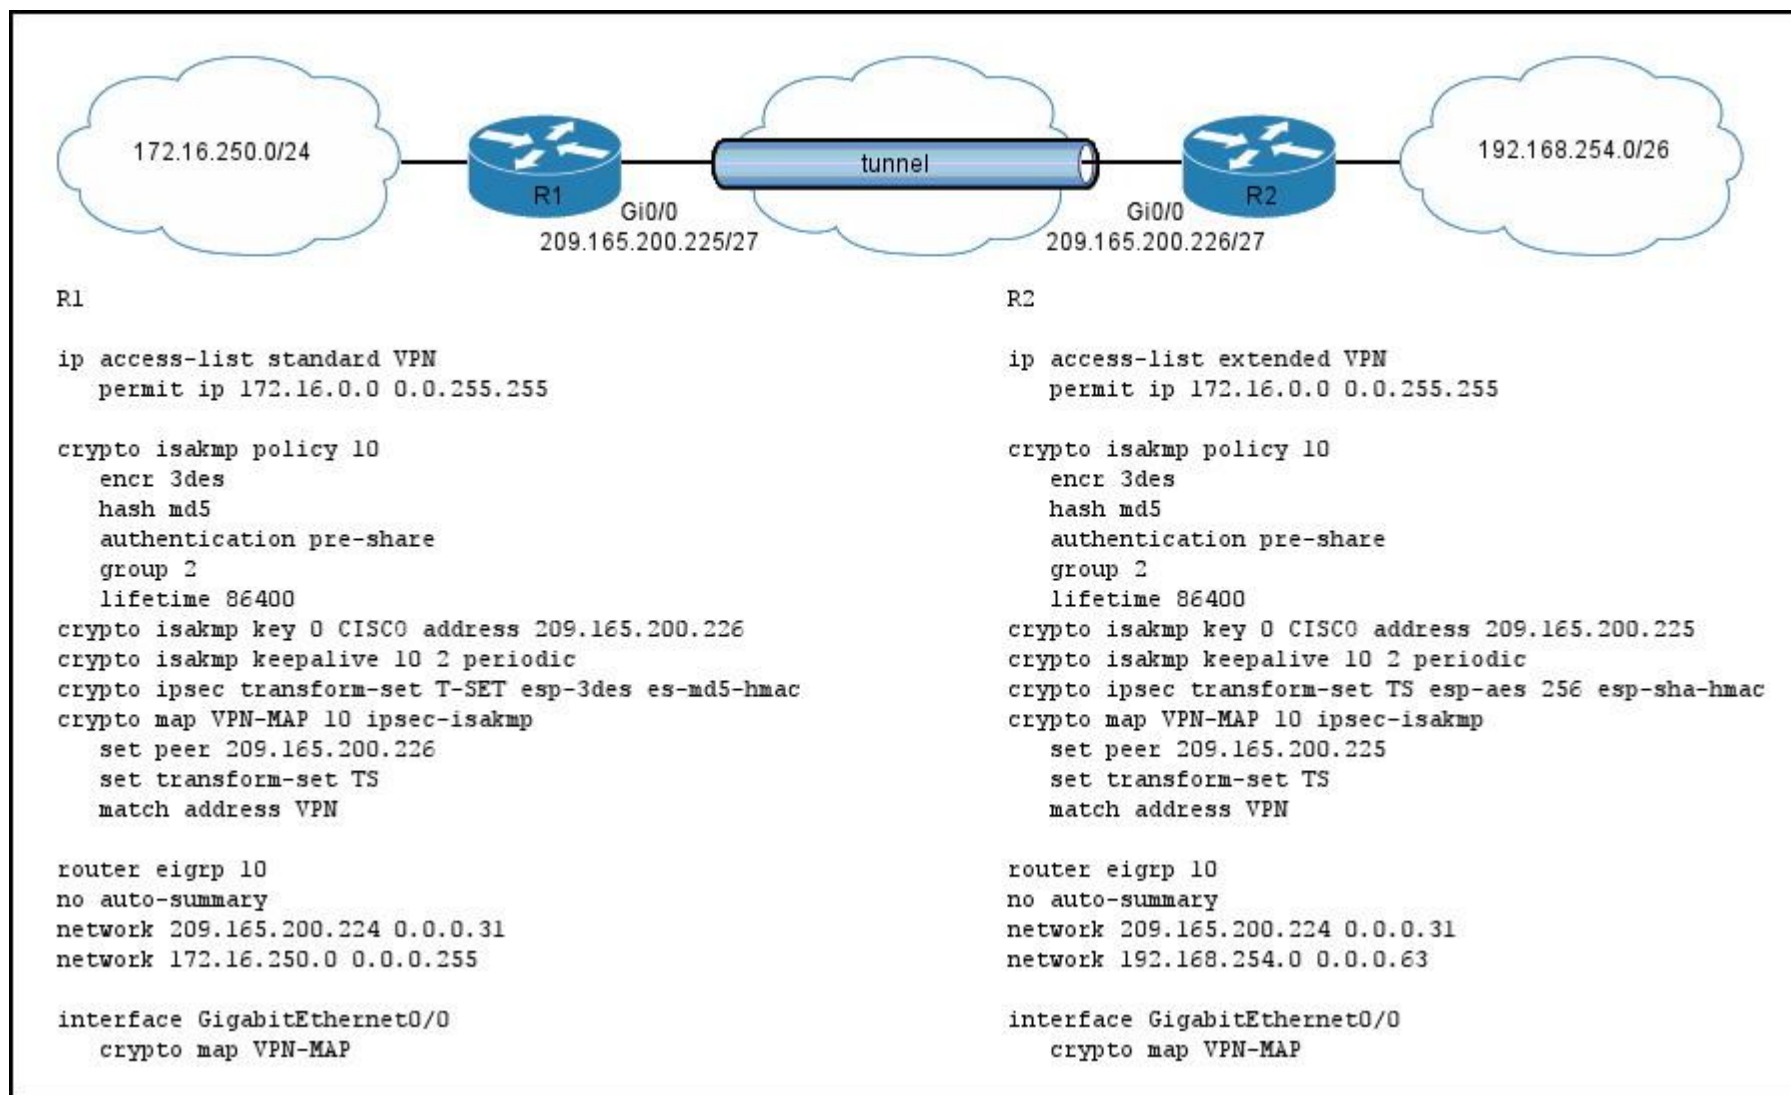 172.16.250.0/24
tunnel
192.168.254.0/26
R1
R2
Gi0/0
209.165.200.225/27
Gi0/0
209.165.200.226/27
R1
ip access-list standard VPN
permit ip 172.16.0.0 0.0.255.255
crypto isakmp policy 10
encr 3des
hash md5
authentication pre-share
group 2
lifetime 86400
crypto isakmp key 0 CISCO address 209.165.200.226
crypto isakmp keepalive 10 2 periodic
crypto ipsec transform-set T-SET esp-3des es-md5-hmac
crypto map VPN-MAP 10 ipsec-isakmp
set peer 209.165.200.226
set transform-set TS
match address VPN
router eigrp 10
no auto-summary
network 209.165.200.224 0.0.0.31
network 172.16.250.0 0.0.0.255
interface GigabitEthernet0/0
crypto map VPN-MAP
R2
ip access-list extended VPN
permit ip 172.16.0.0 0.0.255.255
crypto isakmp policy 10
encr 3des
hash md5
authentication pre-share
group 2
lifetime 86400
crypto isakmp key 0 CISCO address 209.165.200.225
crypto isakmp keepalive 10 2 periodic
crypto ipsec transform-set TS esp-aes 256 esp-sha-hmac
crypto map VPN-MAP 10 ipsec-isakmp
set peer 209.165.200.225
set transform-set TS
match address VPN
router eigrp 10
no auto-summary
network 209.165.200.224 0.0.0.31
network 192.168.254.0 0.0.0.63
interface GigabitEthernet0/0
crypto map VPN-MAP